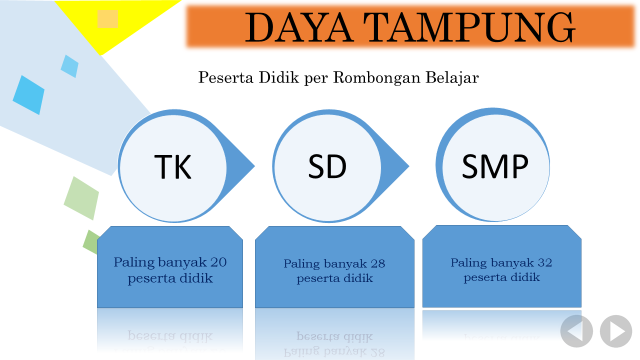 DAYA TAMPUNG
Peserta Didik per Rombongan Belajar
TK
SD
SMP
Paling banyak 20
peserta didik
Paling banyak 28
peserta didik
Paling banyak 32
peserta didik